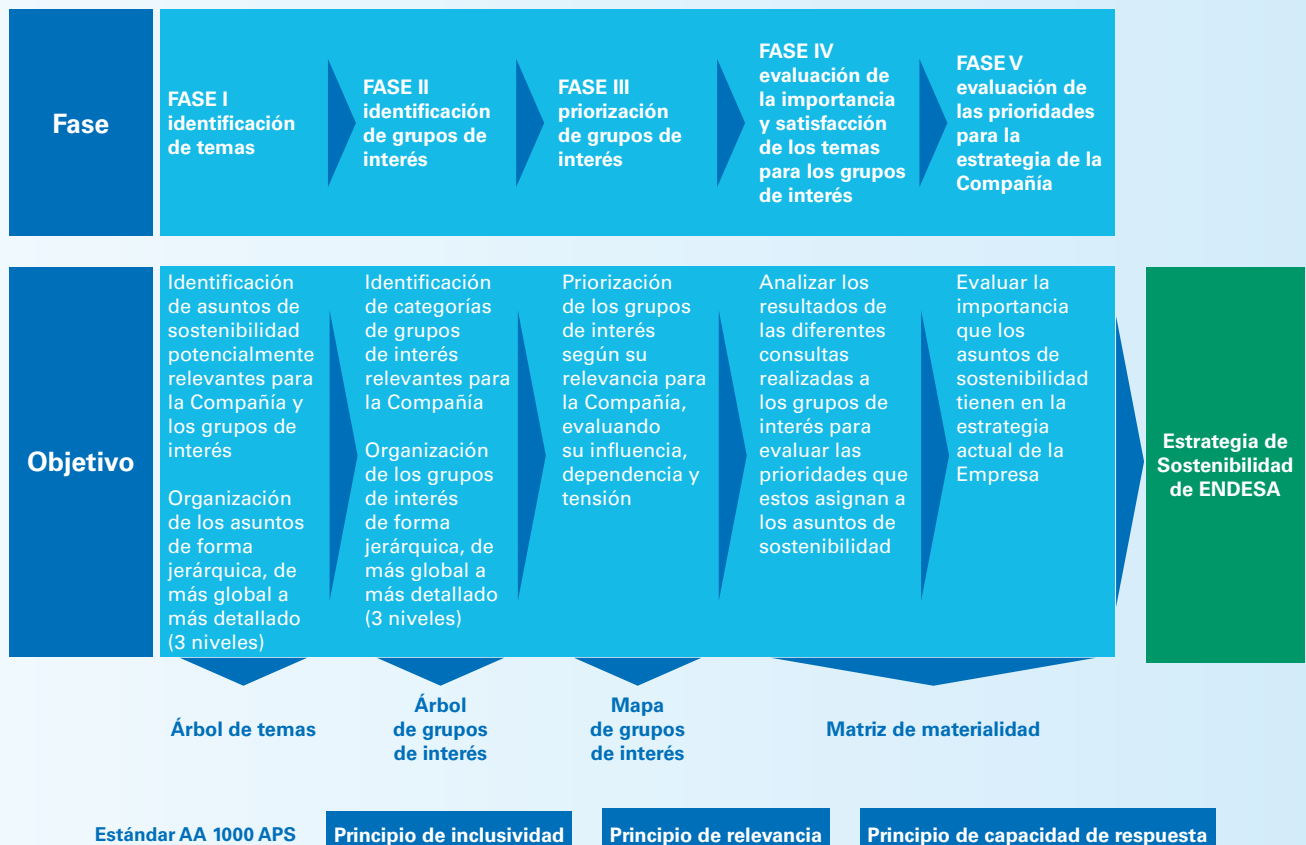 Fase
FASE I
identificación
de temas
FASE II
identificación
de grupos de
interés
FASE III
priorización
de grupos de
interés
FASE IV
evaluación de
la importancia
y satisfacción
de los temas
para los grupos
de interés
FASE V
evaluación de
las prioridades
para la
estrategia de la
Compañía
Objetivo
Identificación
de asuntos de
sostenibilidad
potencialmente
relevantes para
la Compañía y
los grupos de
interés
Organización
de los asuntos
de forma
jerárquica, de
más global a
más detallado
(3 niveles)
Identificación
de categorías
de grupos
de interés
relevantes para
la Compañía
Organización
de los grupos
de interés
de forma
jerárquica, de
más global a
más detallado
(3 niveles)
Priorización
de los grupos
de interés
según su
relevancia para
la Compañía,
evaluando
su influencia,
dependencia y
tensión
Analizar los
resultados de
las diferentes
consultas
realizadas a
los grupos de
interés para
evaluar las
prioridades que
estos asignan a
los asuntos de
sostenibilidad
Evaluar la
importancia
que los
asuntos de
sostenibilidad
tienen en la
estrategia
actual de la
Empresa
Estrategia de
Sostenibilidad
de ENDESA
Árbol de temas
Árbol
de grupos
de interés
Mapa
de grupos
de interés
Matriz de materialidad
Estándar AA 1000 APS
Principio de inclusividad
Principio de relevancia
Principio de capacidad de respuesta